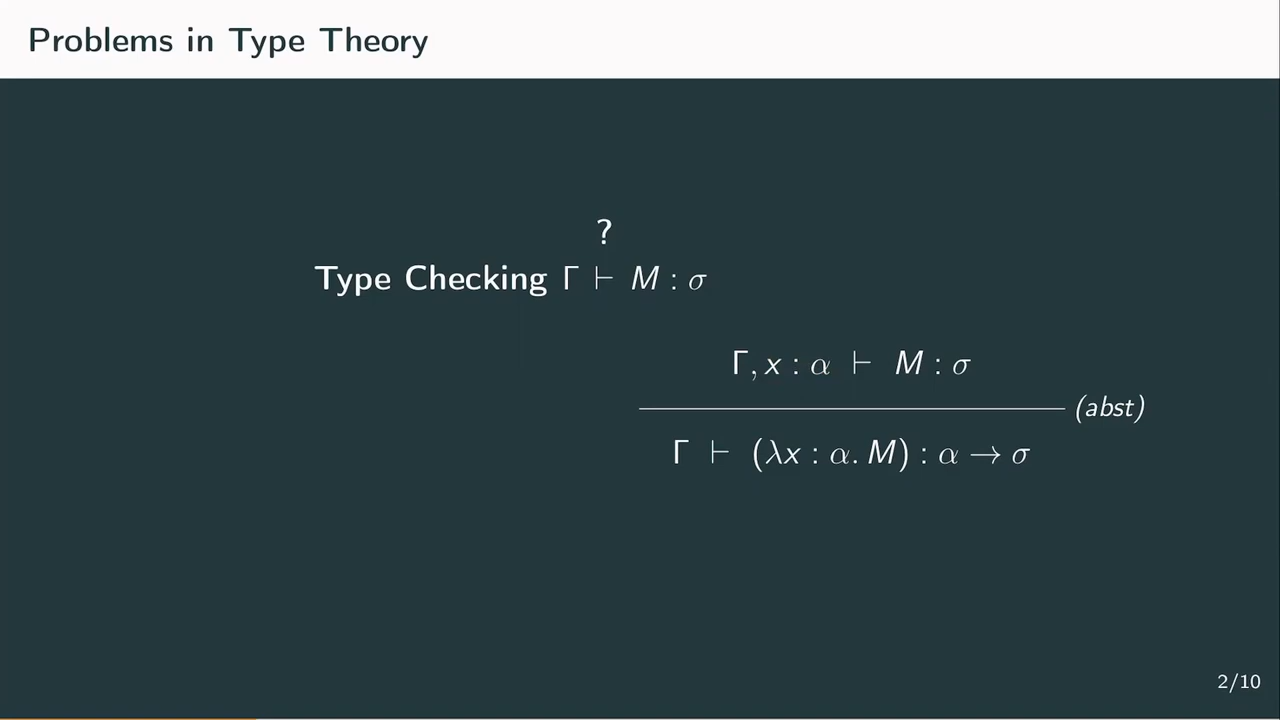 Problems in Type Theory
?
Type Checking Γ ⊢ M : σ
Γ, x : α ⊢ M : σ
(abst)
Γ ⊢ (λx : α. M) : α → σ
2/10